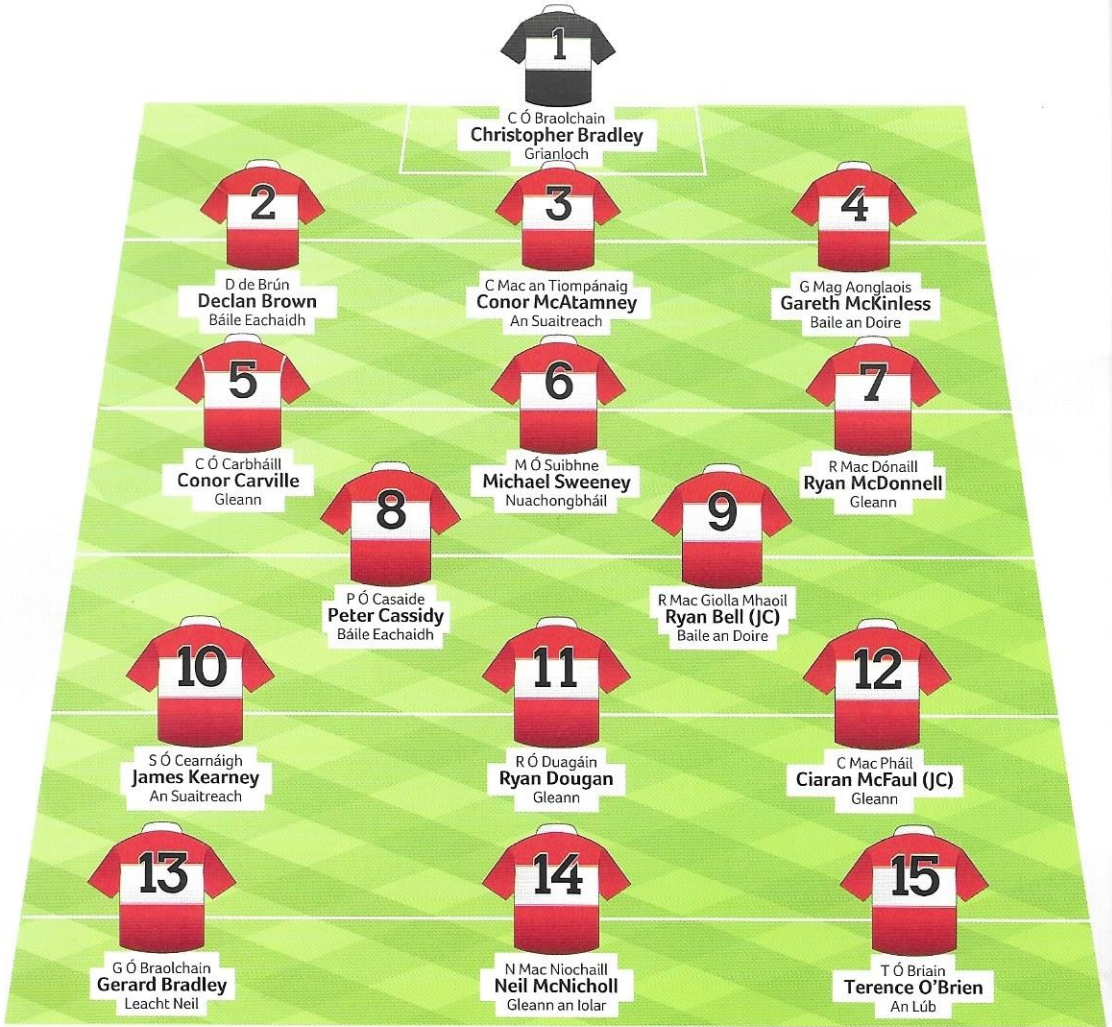 1
C Ó Braolchain
Christopher Bradley
Grianloch
2
D de Brún
Declan Brown
Báile Eachaidh
3
C Mac an Tiompánaig
Conor McAtamney
An Suaitreach
4
G Mag Aonglaois
Gareth McKinless
Baile an Doire
5
C Ó Carbháill
Conor Carville
Gleann
6
M Ó Suibhne
Michael Sweeney
Nuachongbháil
7
R Mac Dónaill
Ryan McDonnell
Gleann
8
P Ó Casaide
Peter Cassidy
Báile Eachaidh
9
R Mac Giolla Mhaoil
Ryan Bell (JC)
Baile an Doire
10
S Ó Cearnáigh
James Kearney
An Suaitreach
11
R Ó Duagáin
Ryan Dougan
Gleann
12
C Mac Pháil
Ciaran McFaul (JC)
Gleann
13
G Ó Braolchain
Gerard Bradley
Leacht Neil
14
N Mac Niochaill
Neil McNicholl
Gleann an Iolar
15
T Ó Briain
Terence O'Brien
An Lúb